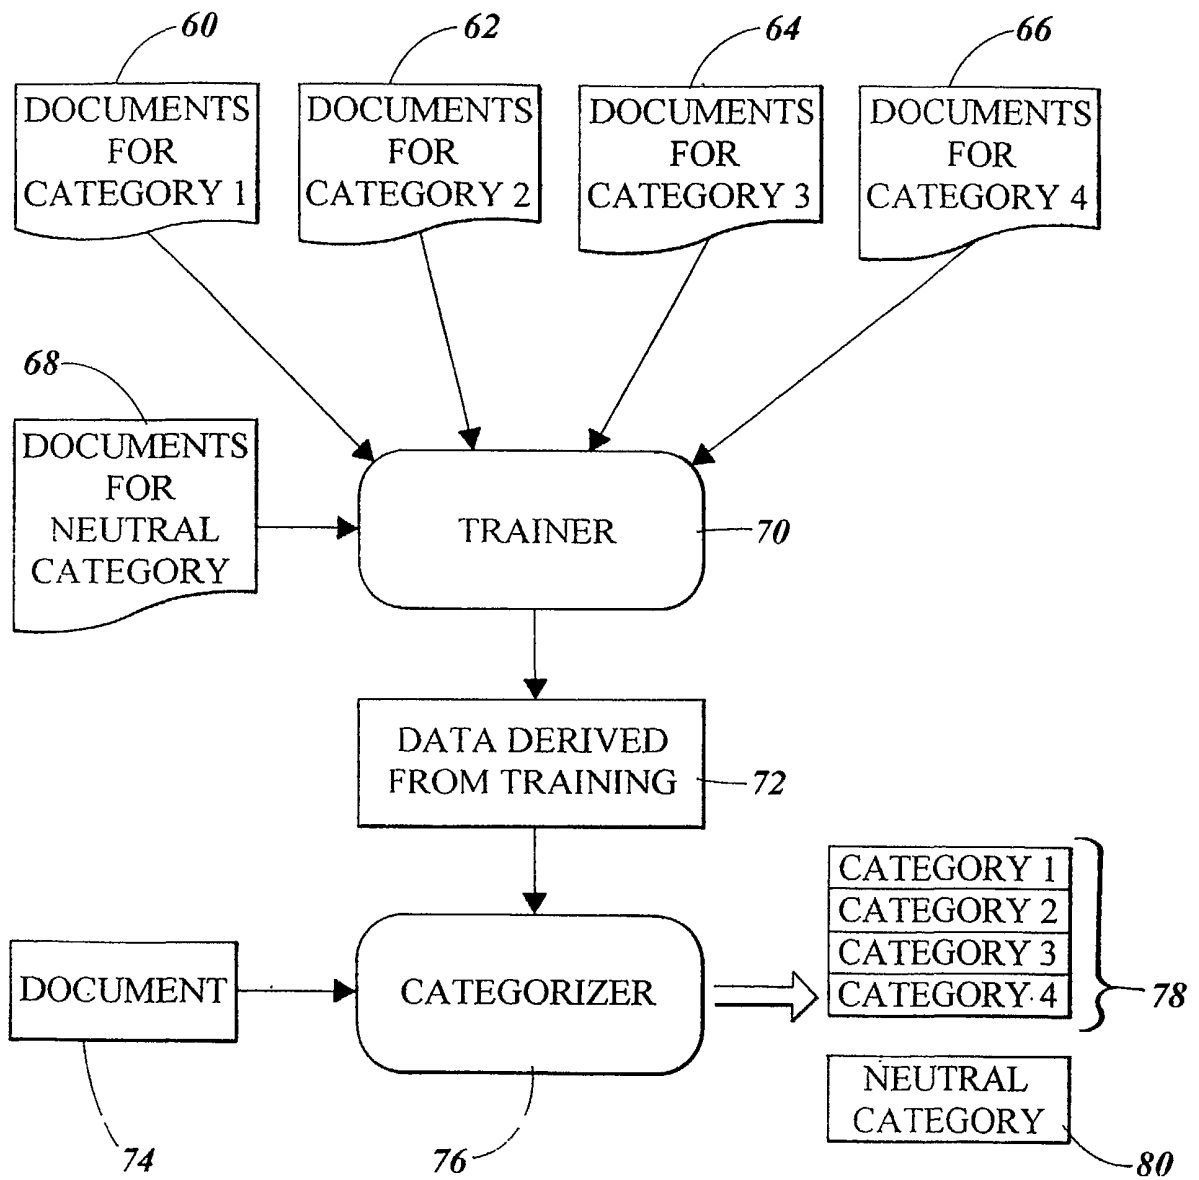 60
62
64
66
DOCUMENTS
FOR
CATEGORY 1
DOCUMENTS
FOR
CATEGORY 2
DOCUMENTS
FOR
CATEGORY 3
DOCUMENTS
FOR
CATEGORY 4
68
DOCUMENTS
FOR
NEUTRAL
CATEGORY
TRAINER
70
DATA DERIVED
FROM TRAINING
72
CATEGORY 1
CATEGORY 2
CATEGORY 3
CATEGORY 4
78
DOCUMENT
CATEGORIZER
NEUTRAL
CATEGORY
74
76
80